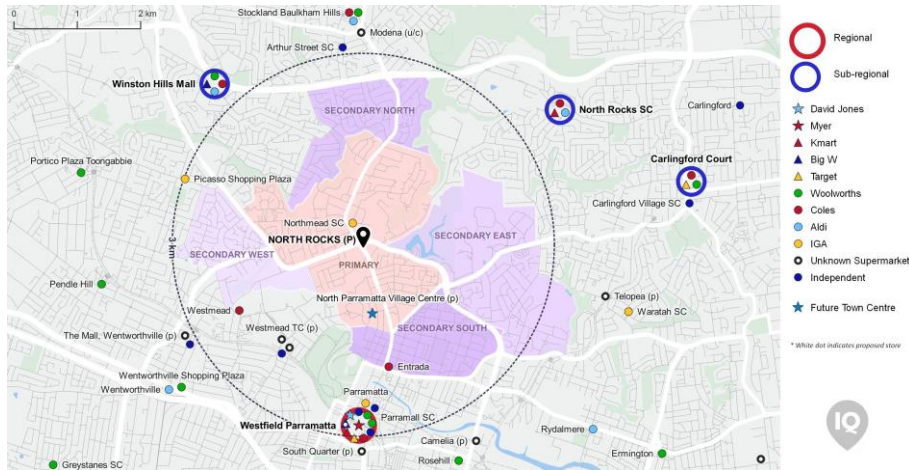 0
1
2 km
Stockland Baulkham Hills
Modena (u/c)
Arthur Street SC
Winston Hills Mall
SECONDARY NORTH
North Rocks SC
Carlingford
Portico Plaza Toongabbie
Picasso Shopping Plaza
Carlingford Court
Carlingford Village SC
Northmead SC
NORTH ROCKS (P)
SECONDARY EAST
3 km
SECONDARY WEST
PRIMARY
Pendle Hill
North Parramatta Village Centre (p)
Telopea (p)
Waratah SC
Westmead
Westmead TC (p)
SECONDARY SOUTH
The Mall, Wentworthville (p)
Entrada
Wentworthville Shopping Plaza
Wentworthville
Parramatta
Parramall SC
Westfield Parramatta
Rydalmere
Camelia (p)
South Quarter (p)
Rosehill
Ermington
Greystanes SC
Regional
Sub-regional
David Jones
Myer
Kmart
Big W
Target
Woolworths
Coles
Aldi
IGA
Unknown Supermarket
Independent
Future Town Centre
* White dot indicates proposed store
IQ